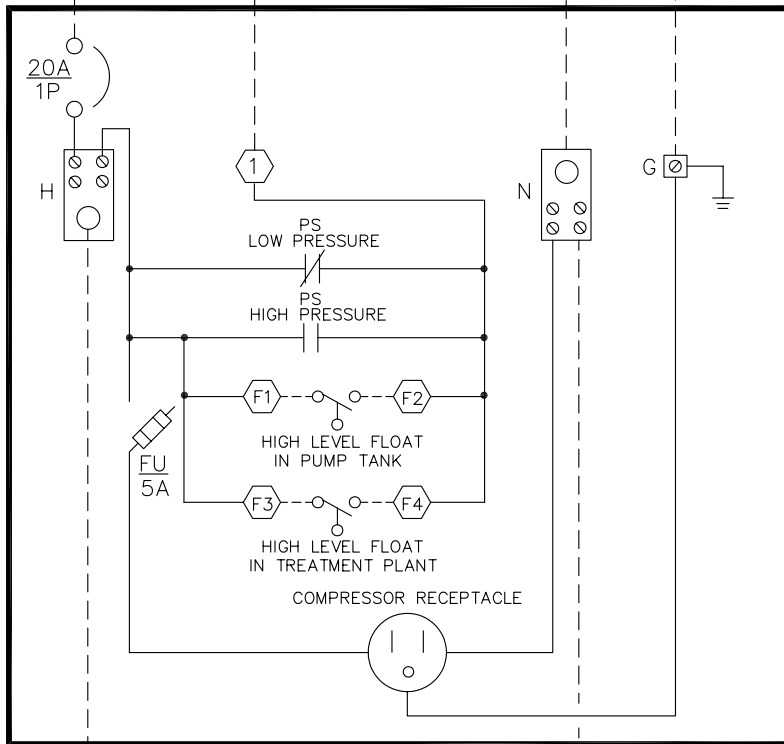 20A
1P
H
1
N
G
PS
LOW PRESSURE
PS
HIGH PRESSURE
F1
F2
HIGH LEVEL FLOAT
IN PUMP TANK
FU
5A
F3
F4
HIGH LEVEL FLOAT
IN TREATMENT PLANT
COMPRESSOR RECEPTACLE